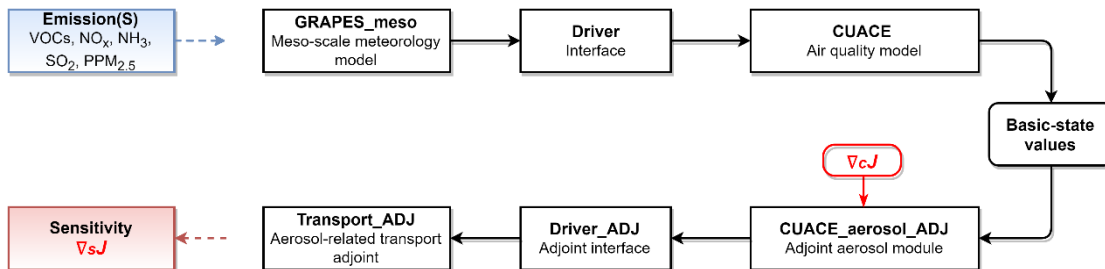 Emission(S)
VOCs, NOx, NH3,
SO2, PPM2.5
GRAPES_meso
Meso-scale meteorology
model
Driver
Interface
CUACE
Air quality model
Basic-state
values
∇cJ
Sensitivity
∇sJ
Transport_ADJ
Aerosol-related transport
adjoint
Driver_ADJ
Adjoint interface
CUACE_aerosol_ADJ
Adjoint aerosol module